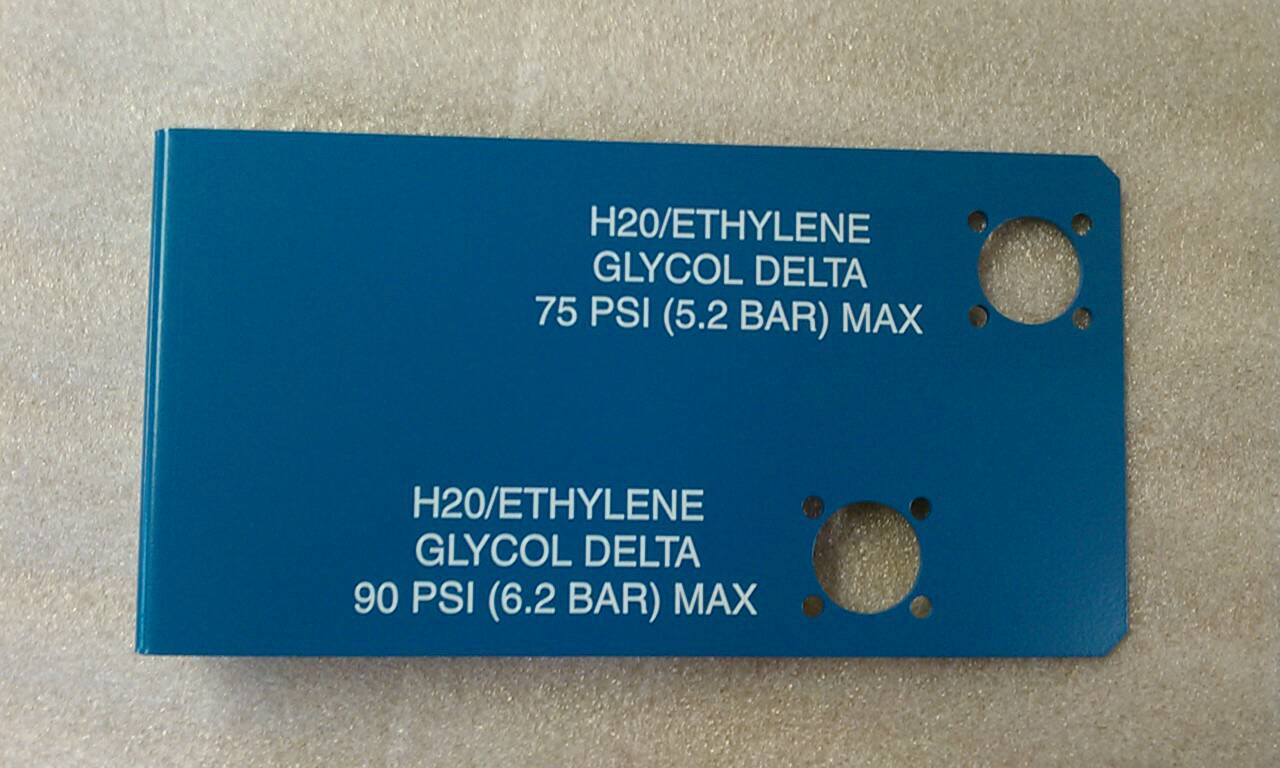 H20/ETHYLENE
GLYCOL DELTA
75 PSI (5.2 BAR) MAX
H20/ETHYLENE
GLYCOL DELTA
90 PSI (6.2 BAR) MAX